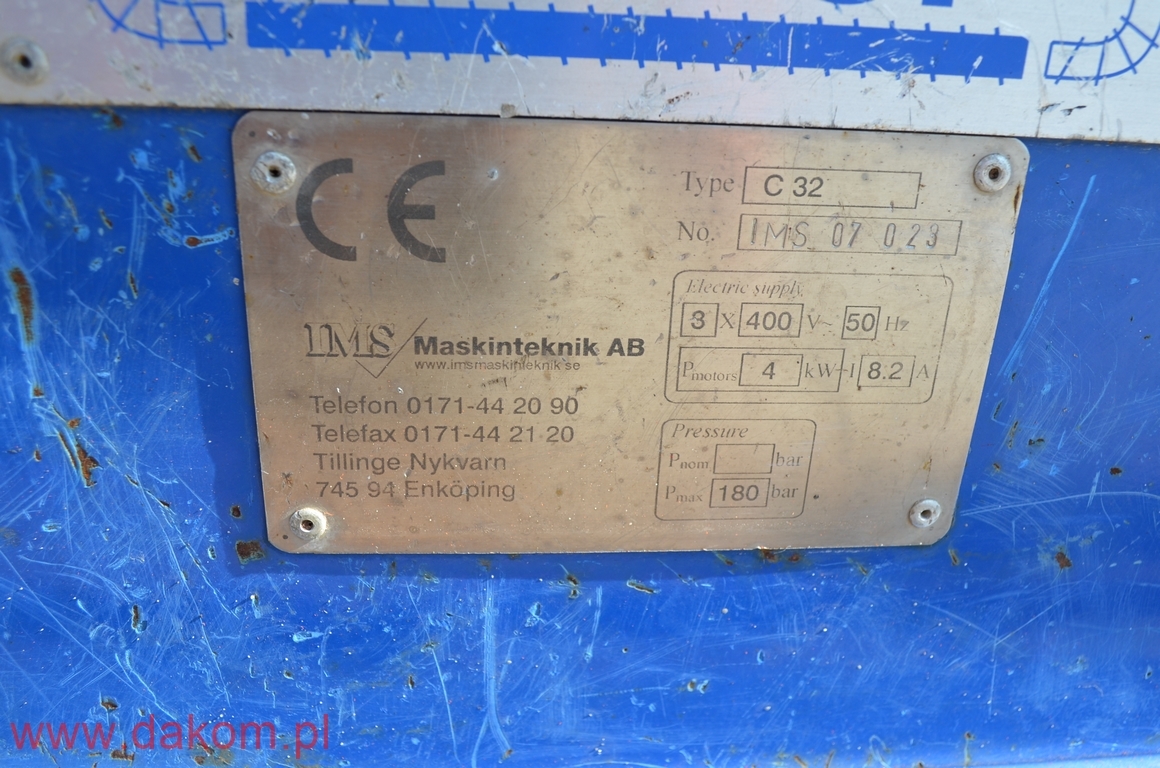 CE
Type C 32
No. IMS 07 023
Electric supply
3 X 400 V~ 50 Hz
Pmotors 4 kW-I 8.2 A
IMS Maskinteknik AB
www.imsmaskinteknik.se
Telefon 0171-44 20 90
Telefax 0171-44 21 20
Tillinge Nykvarn
745 94 Enköping
Pressure
Pnom bar
Pmax 180 bar
www.dakom.pl